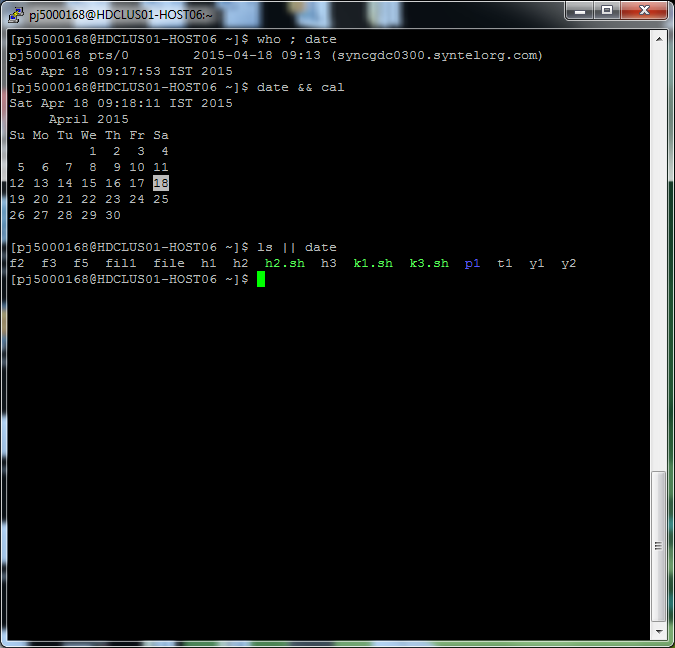 pj5000168@HDCLUS01-HOST06:~
[pj5000168@HDCLUS01-HOST06 ~]$ who ; date
pj5000168 pts/0        2015-04-18 09:13 (syncgdc0300.syntelorg.com)
Sat Apr 18 09:17:53 IST 2015
[pj5000168@HDCLUS01-HOST06 ~]$ date && cal
Sat Apr 18 09:18:11 IST 2015
     April 2015
Su Mo Tu We Th Fr Sa
          1  2  3  4
 5  6  7  8  9 10 11
12 13 14 15 16 17 18
19 20 21 22 23 24 25
26 27 28 29 30
[pj5000168@HDCLUS01-HOST06 ~]$ ls || date
f2  f3  f5  fil1  file  h1  h2  h2.sh  h3  k1.sh  k3.sh  p1  t1  y1  y2
[pj5000168@HDCLUS01-HOST06 ~]$